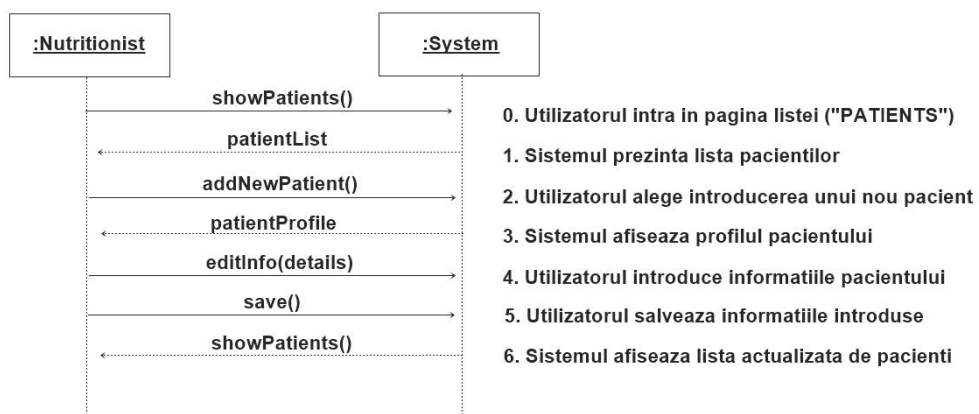 :Nutritionist
:System
showPatients()
0. Utilizatorul intra in pagina listei ("PATIENTS")
patientList
1. Sistemul prezinta lista pacientilor
addNewPatient()
2. Utilizatorul alege introducerea unui nou pacient
patientProfile
3. Sistemul afiseaza profilul pacientului
editInfo(details)
4. Utilizatorul introduce informatiile pacientului
save()
5. Utilizatorul salveaza informatiile introduse
showPatients()
6. Sistemul afiseaza lista actualizata de pacienti